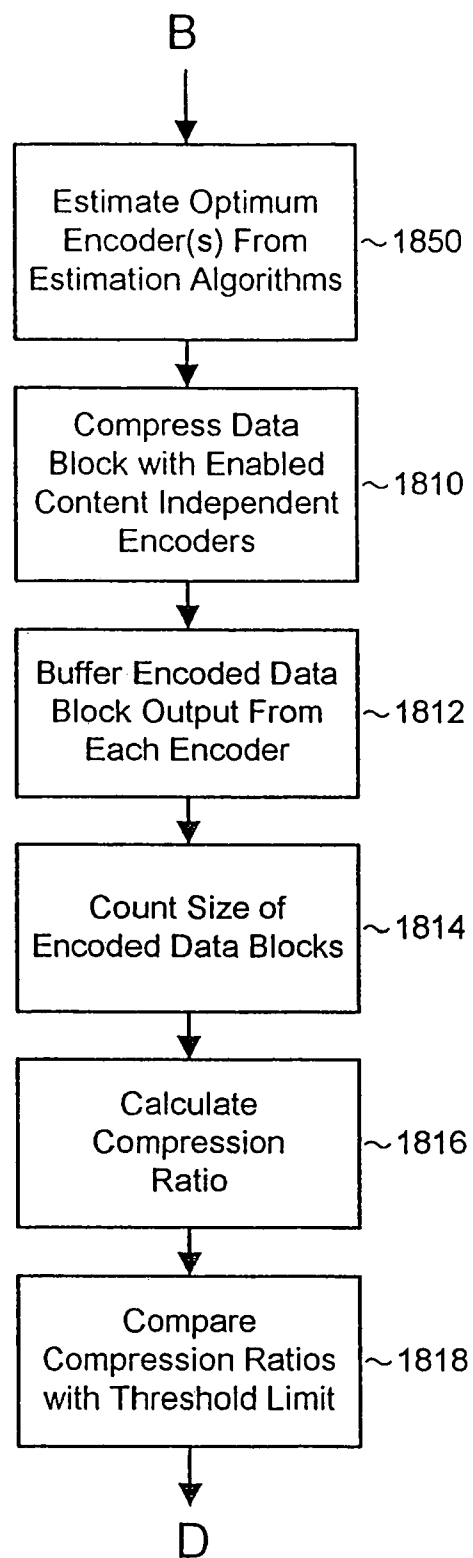 B
Estimate Optimum
Encoder(s) From
Estimation Algorithms
~1850
Compress Data
Block with Enabled
Content Independent
Encoders
~1810
Buffer Encoded Data
Block Output From
Each Encoder
~1812
Count Size of
Encoded Data Blocks
~1814
Calculate
Compression
Ratio
~1816
Compare
Compression Ratios
with Threshold Limit
~1818
D